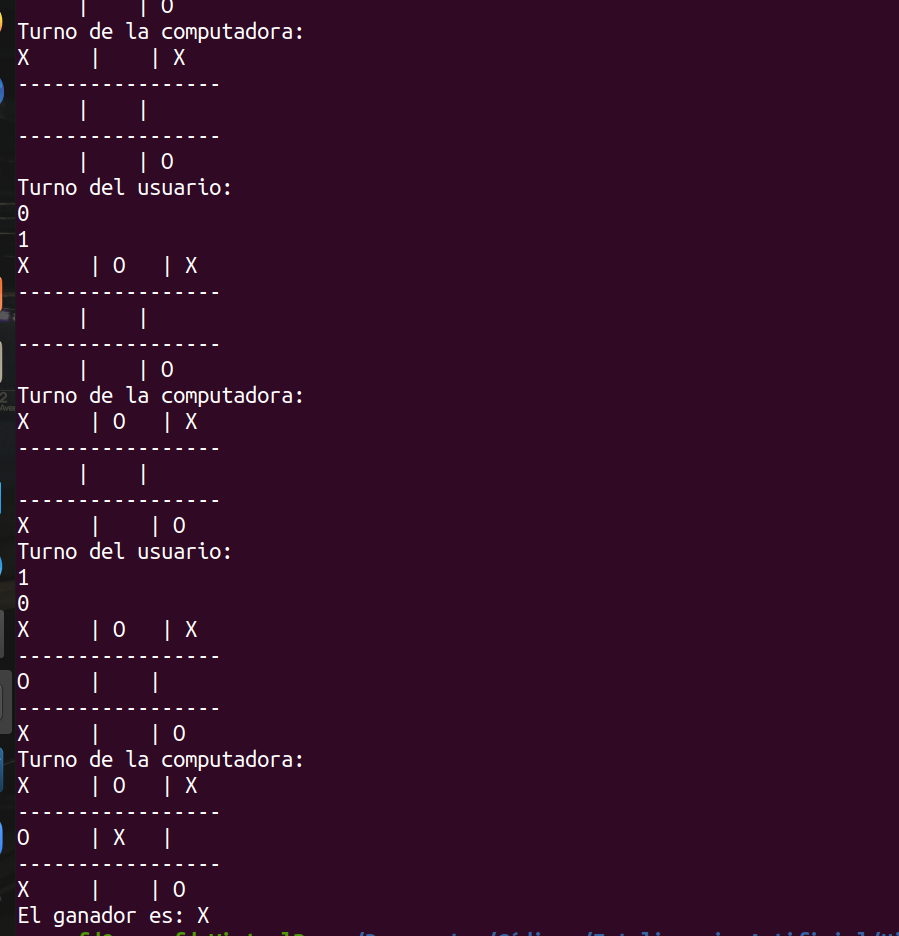 |    | O
Turno de la computadora:
X     |    | X
-----------------
     |    |
-----------------
     |    | O
Turno del usuario:
0
1
X     | O   | X
-----------------
     |    |
-----------------
     |    | O
Turno de la computadora:
X     | O   | X
-----------------
     |    |
-----------------
X     |    | O
Turno del usuario:
1
0
X     | O   | X
-----------------
O     |    |
-----------------
X     |    | O
Turno de la computadora:
X     | O   | X
-----------------
O     | X   |
-----------------
X     |    | O
El ganador es: X